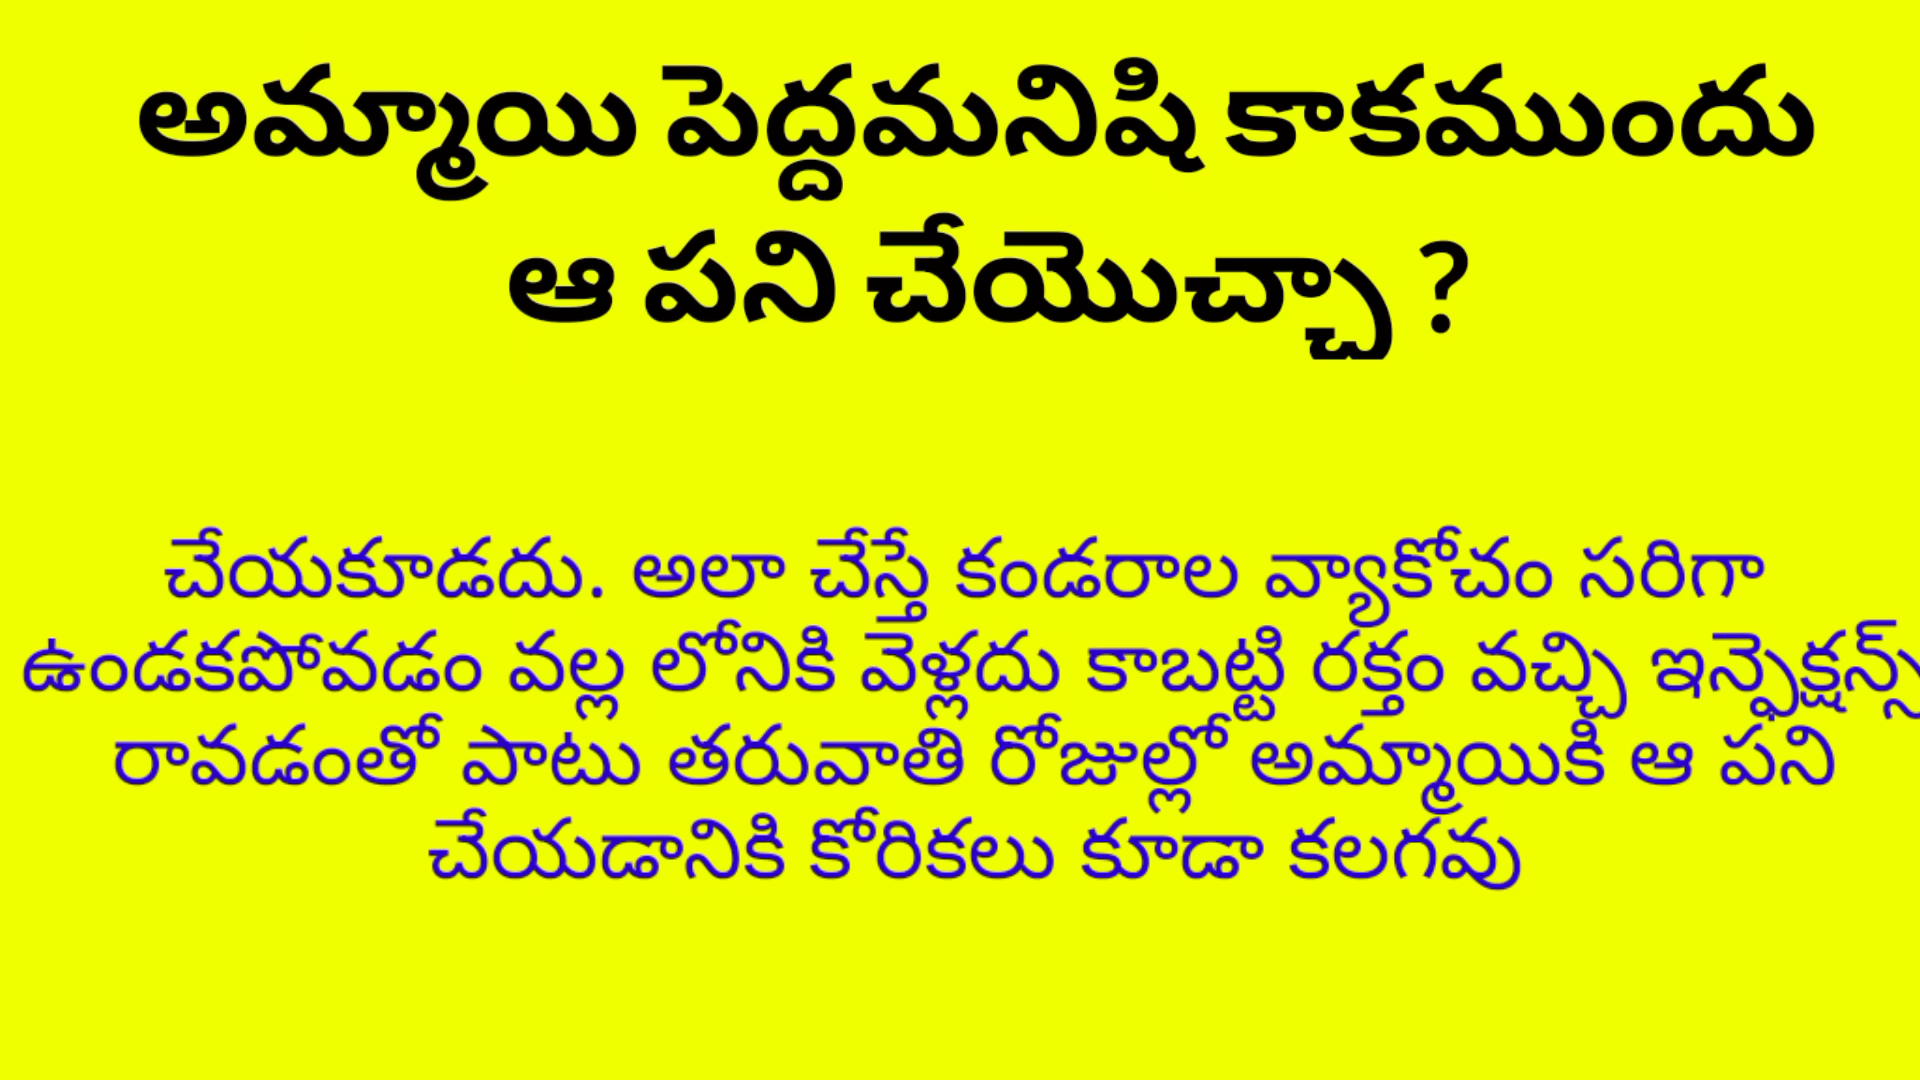 అమ్మాయి పెద్దమనిషి కాకముందు
ఆ పని చేయొచ్చా ?
చేయకూడదు. అలా చేస్తే కండరాల వ్యాకోచం సరిగా
ఉండకపోవడం వల్ల లోనికి వెళ్లదు కాబట్టి రక్తం వచ్చి ఇన్ఫెక్షన్స్
రావడంతో పాటు తరువాతి రోజుల్లో అమ్మాయికి ఆ పని
చేయడానికి కోరికలు కూడా కలగవు